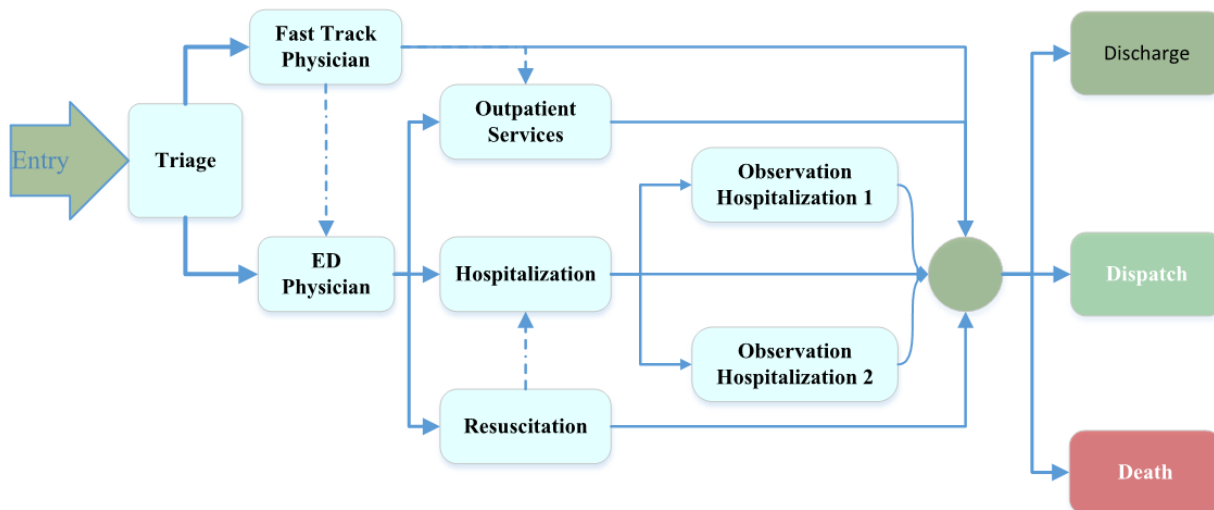 Fast Track
Physician
Discharge
Outpatient
Services
Entry
Triage
Observation
Hospitalization 1
ED
Physician
Hospitalization
Dispatch
Observation
Hospitalization 2
Resuscitation
Death